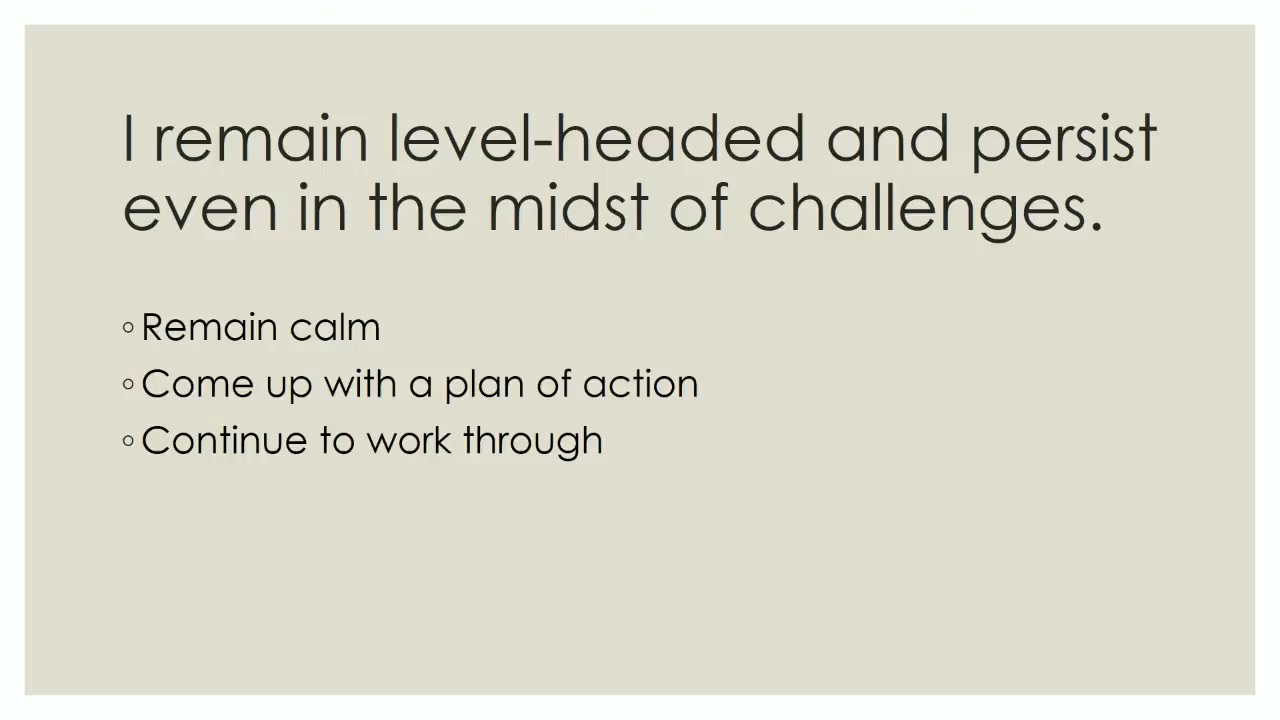 I remain level-headed and persist
even in the midst of challenges.
◦ Remain calm
◦ Come up with a plan of action
◦ Continue to work through